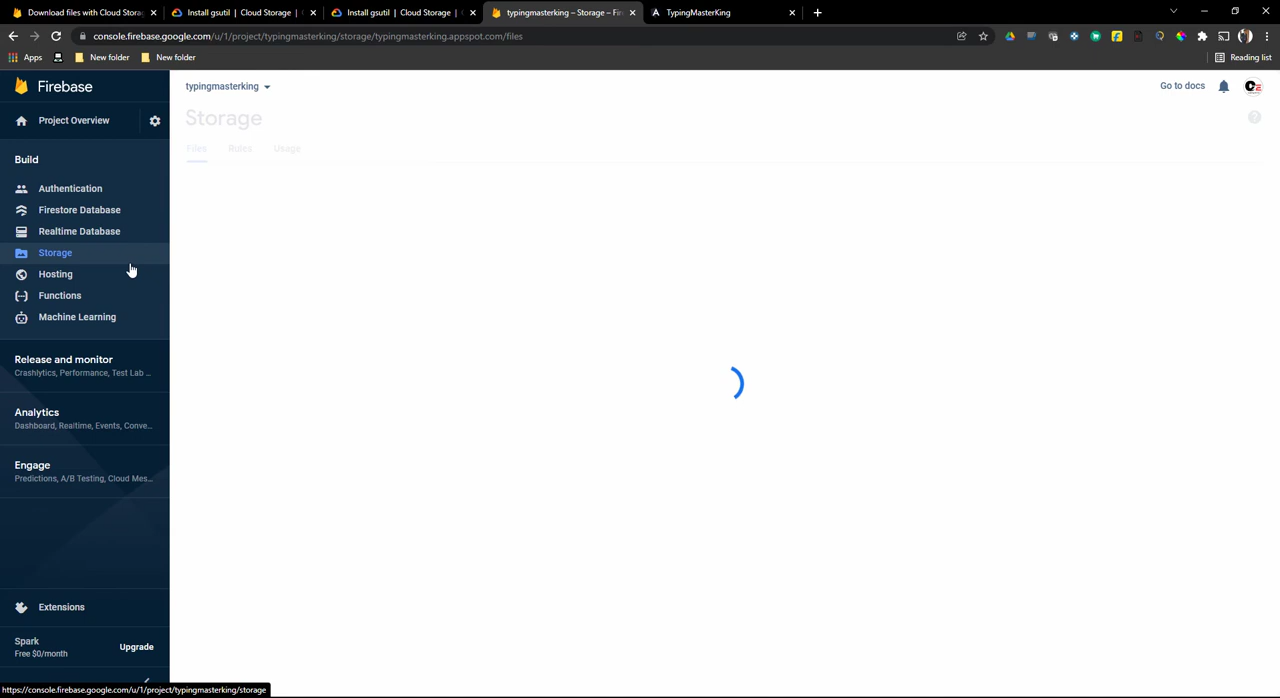 Download files with Cloud Stora
Install gsutil | Cloud Storage |
Install gsutil | Cloud Storage |
typingmasterking – Storage – Fir
TypingMasterKing
console.firebase.google.com/u/1/project/typingmasterking/storage/typingmasterking.appspot.com/files
Apps
New folder
New folder
Reading list
Firebase
typingmasterking
Go to docs
Project Overview
Storage
Files
Rules
Usage
Build
Authentication
Firestore Database
Realtime Database
Storage
Hosting
Functions
Machine Learning
Release and monitor
Crashlytics, Performance, Test Lab ...
Analytics
Dashboard, Realtime, Events, Conve...
Engage
Predictions, A/B Testing, Cloud Mes...
Extensions
Spark
Free $0/month
Upgrade
https://console.firebase.google.com/u/1/project/typingmasterking/storage